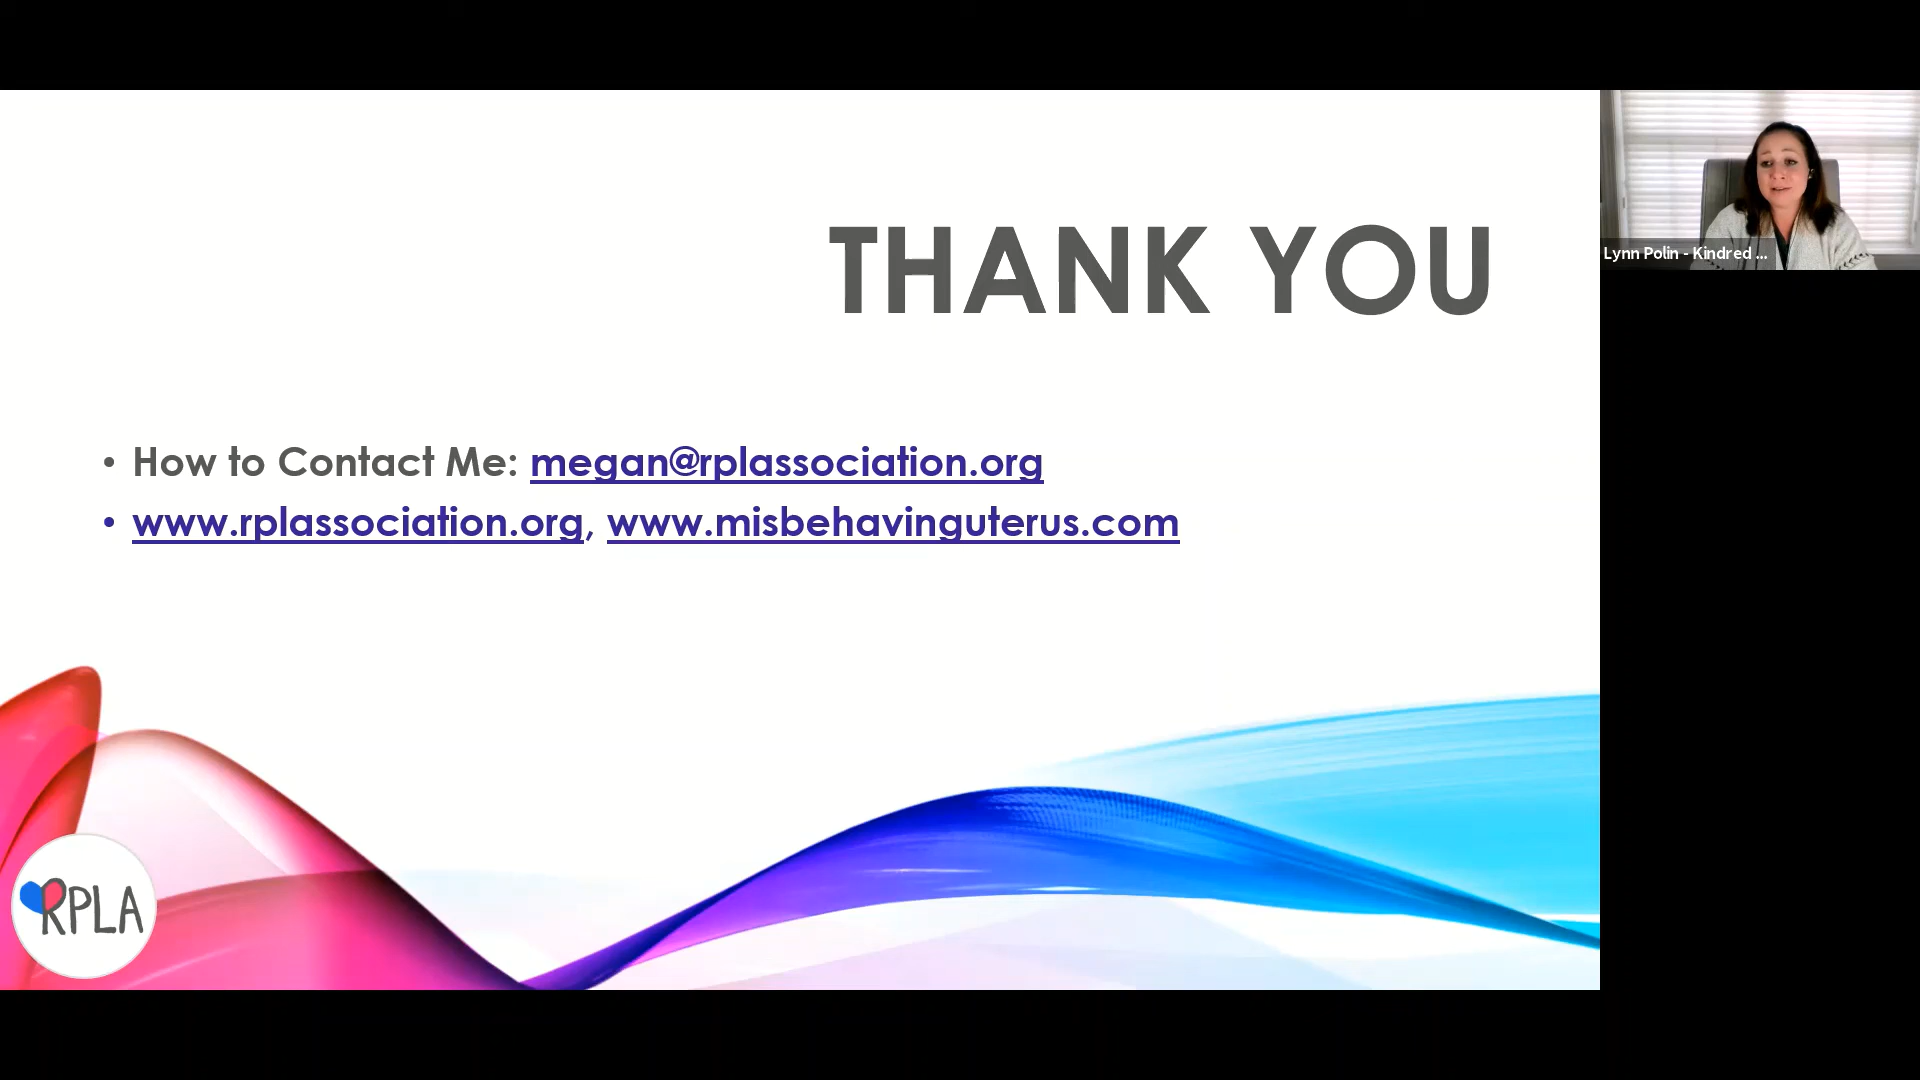 THANK YOU
Lynn Polin - Kindred ...
• How to Contact Me: megan@rplassociation.org
• www.rplassociation.org, www.misbehavinguterus.com
RPLA